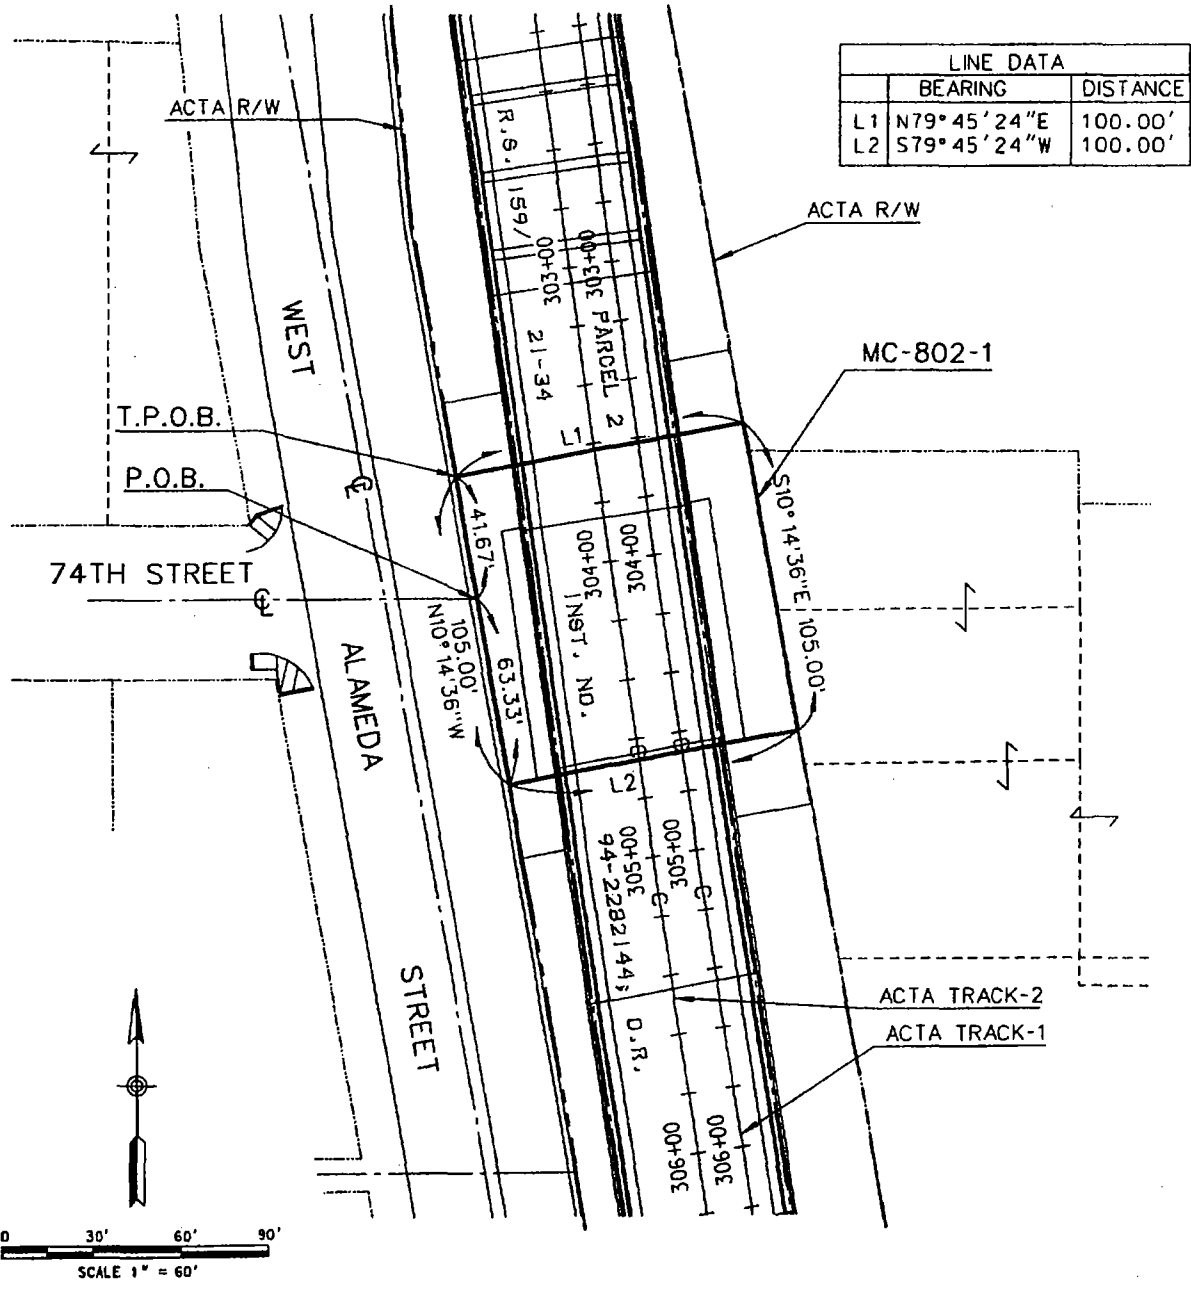 LINE DATA
BEARING DISTANCE
L1 N79°45'24"E 100.00'
L2 S79°45'24"W 100.00'
ACTA R/W
ACTA R/W
R.S. 159/
21-34
303+00
303+00
PARCEL 2
WEST
MC-802-1
T.P.O.B.
L1
P.O.B.
℄
41.67'
S10°14'36"E 105.00'
74TH STREET
℄
304+00
304+00
INST. NO.
105.00'
N10°14'36"W
63.33'
ALAMEDA
C
C
L2
305+00
305+00
94-2282144; O.R.
C
C
STREET
ACTA TRACK-2
ACTA TRACK-1
306+00
306+00
0 30' 60' 90'
SCALE 1" = 60'